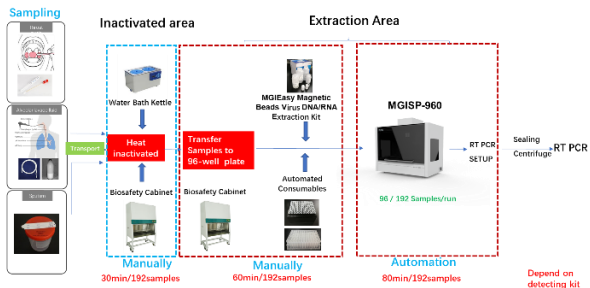 Sampling
Inactivated area
Extraction Area
Water Bath Kettle
MGIEasy Magnetic
Beads Virus DNA/RNA
Extraction Kit
MGISP-960
Transport
Heat
inactivated
Transfer
Samples to
96-well plate
RT PCR
SETUP
Sealing
Centrifuge
RT PCR
Biosafety Cabinet
Biosafety Cabinet
Automated
Consumables
96 / 192 Samples/run
Sputum
Manually
Manually
Automation
30min/192samples
60min/192samples
80min/192samples
Depend on
detecting kit